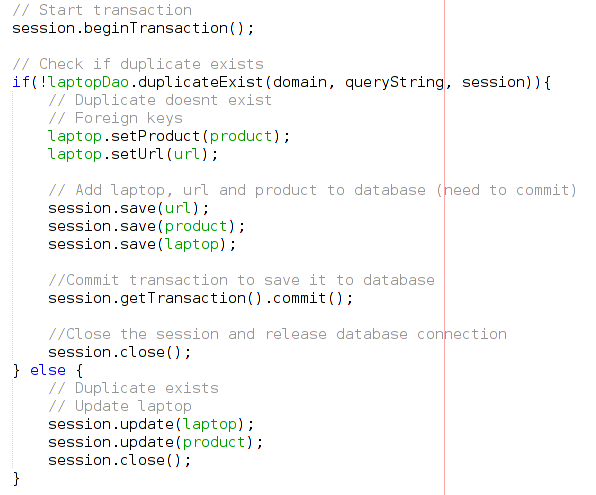 // Start transaction
session.beginTransaction();

// Check if duplicate exists
if(!laptopDao.duplicateExist(domain, queryString, session)){
    // Duplicate doesnt exist
    // Foreign keys
    laptop.setProduct(product);
    laptop.setUrl(url);

    // Add laptop, url and product to database (need to commit)
    session.save(url);
    session.save(product);
    session.save(laptop);

    //Commit transaction to save it to database
    session.getTransaction().commit();

    //Close the session and release database connection
    session.close();
} else {
    // Duplicate exists
    // Update laptop
    session.update(laptop);
    session.update(product);
    session.close();
}